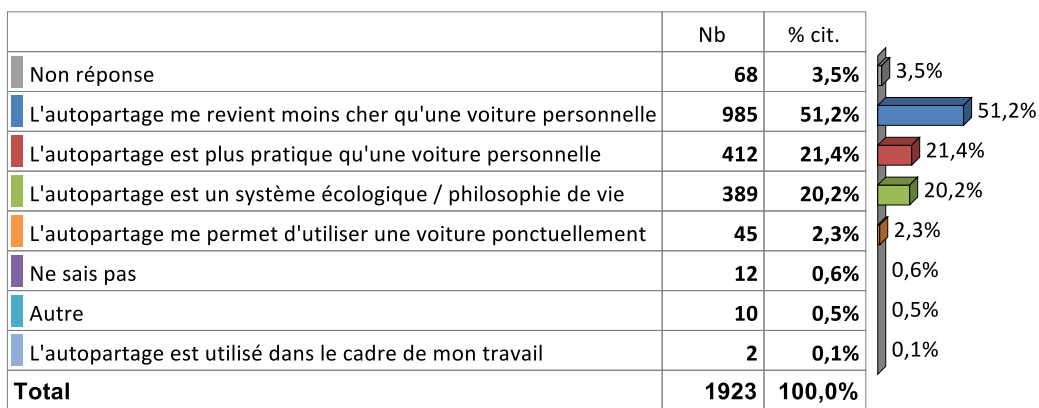 Nb % cit.
Non réponse 68 3,5% 3,5%
L'autopartage me revient moins cher qu'une voiture personnelle 985 51,2% 51,2%
L'autopartage est plus pratique qu'une voiture personnelle 412 21,4% 21,4%
L'autopartage est un système écologique / philosophie de vie 389 20,2% 20,2%
L'autopartage me permet d'utiliser une voiture ponctuellement 45 2,3% 2,3%
Ne sais pas 12 0,6% 0,6%
Autre 10 0,5% 0,5%
L'autopartage est utilisé dans le cadre de mon travail 2 0,1% 0,1%
Total 1923 100,0%